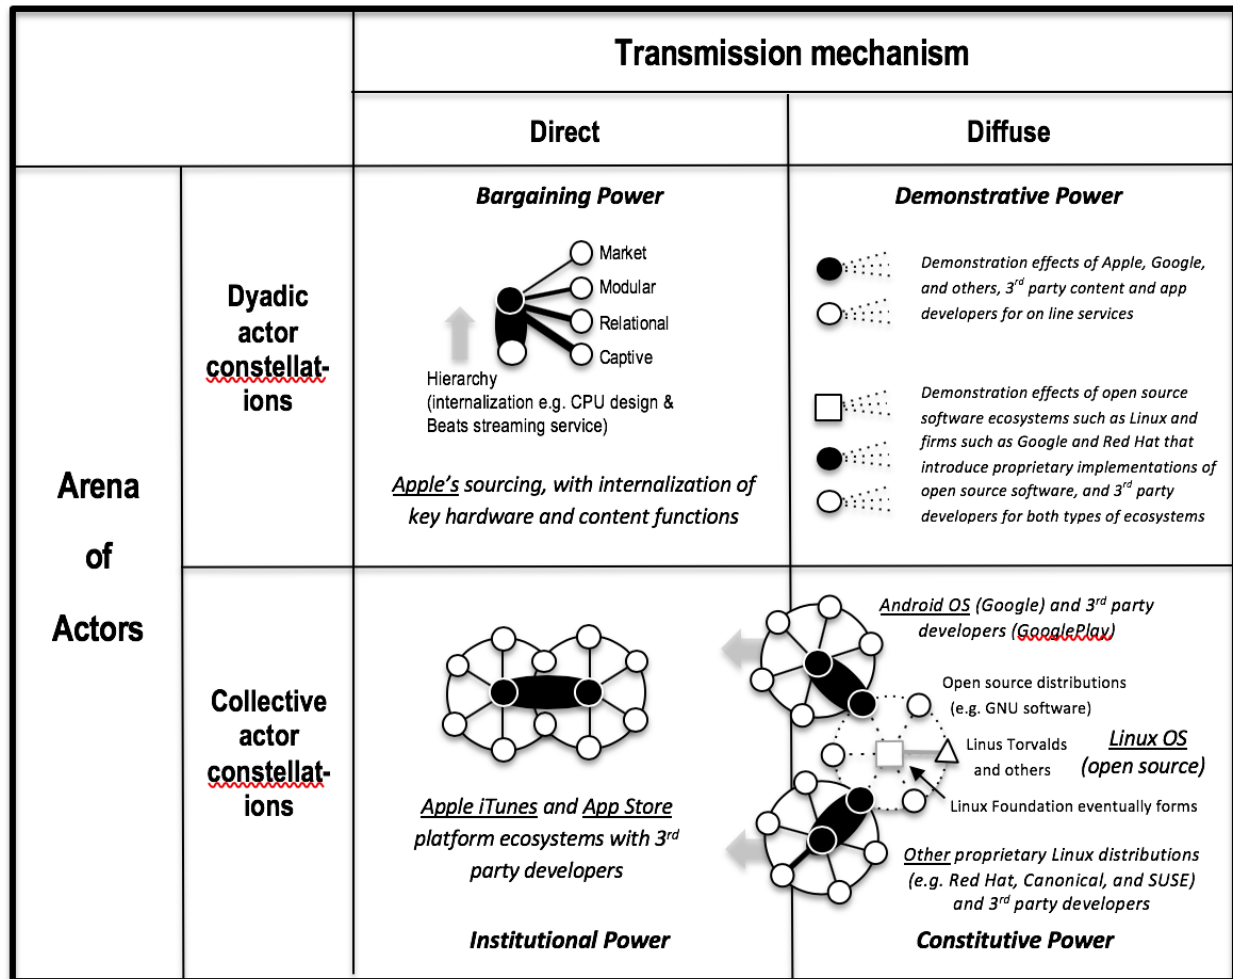 Transmission mechanism
Direct
Diffuse
Arena
of
Actors
Dyadic
actor
constellat-
ions
Bargaining Power
Market
Modular
Relational
Captive
Hierarchy
(internalization e.g. CPU design &
Beats streaming service)
Apple's sourcing, with internalization of
key hardware and content functions
Demonstrative Power
Demonstration effects of Apple, Google,
and others, 3rd party content and app
developers for on line services
Demonstration effects of open source
software ecosystems such as Linux and
firms such as Google and Red Hat that
introduce proprietary implementations of
open source software, and 3rd party
developers for both types of ecosystems
Collective
actor
constellat-
ions
Apple iTunes and App Store
platform ecosystems with 3rd
party developers
Institutional Power
Android OS (Google) and 3rd party
developers (GooglePlay)
Open source distributions
(e.g. GNU software)
Linus Torvalds
and others
Linux OS
(open source)
Linux Foundation eventually forms
Other proprietary Linux distributions
(e.g. Red Hat, Canonical, and SUSE)
and 3rd party developers
Constitutive Power